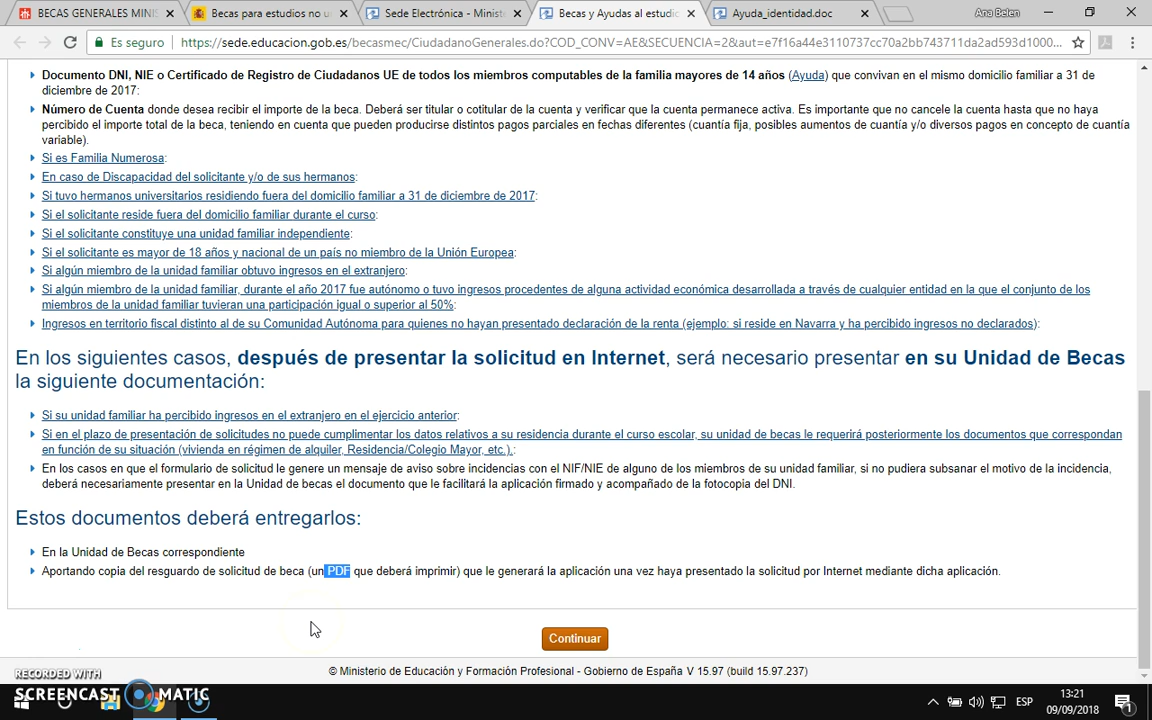 BECAS GENERALES MINIS
Becas para estudios no u
Sede Electrónica - Minist
Becas y Ayudas al estudi
Ayuda_identidad.doc
Ana Belen
Es seguro
https://sede.educacion.gob.es/becasmec/CiudadanoGenerales.do?COD_CONV=AE&SECUENCIA=2&aut=e7f16a44e3110737cc70a2bb743711da2ad593d1000...
Documento DNI, NIE o Certificado de Registro de Ciudadanos UE de todos los miembros computables de la familia mayores de 14 años (Ayuda) que convivan en el mismo domicilio familiar a 31 de
diciembre de 2017:
Número de Cuenta donde desea recibir el importe de la beca. Deberá ser titular o cotitular de la cuenta y verificar que la cuenta permanece activa. Es importante que no cancele la cuenta hasta que no haya
percibido el importe total de la beca, teniendo en cuenta que pueden producirse distintos pagos parciales en fechas diferentes (cuantía fija, posibles aumentos de cuantía y/o diversos pagos en concepto de cuantía
variable).
Si es Familia Numerosa:
En caso de Discapacidad del solicitante y/o de sus hermanos:
Si tuvo hermanos universitarios residiendo fuera del domicilio familiar a 31 de diciembre de 2017:
Si el solicitante reside fuera del domicilio familiar durante el curso:
Si el solicitante constituye una unidad familiar independiente:
Si el solicitante es mayor de 18 años y nacional de un país no miembro de la Unión Europea:
Si algún miembro de la unidad familiar obtuvo ingresos en el extranjero:
Si algún miembro de la unidad familiar, durante el año 2017 fue autónomo o tuvo ingresos procedentes de alguna actividad económica desarrollada a través de cualquier entidad en la que el conjunto de los
miembros de la unidad familiar tuvieran una participación igual o superior al 50%:
Ingresos en territorio fiscal distinto al de su Comunidad Autónoma para quienes no hayan presentado declaración de la renta (ejemplo: si reside en Navarra y ha percibido ingresos no declarados):
En los siguientes casos, después de presentar la solicitud en Internet, será necesario presentar en su Unidad de Becas
la siguiente documentación:
Si su unidad familiar ha percibido ingresos en el extranjero en el ejercicio anterior:
Si en el plazo de presentación de solicitudes no puede cumplimentar los datos relativos a su residencia durante el curso escolar, su unidad de becas le requerirá posteriormente los documentos que correspondan
en función de su situación (vivienda en régimen de alquiler, Residencia/Colegio Mayor, etc.).:
En los casos en que el formulario de solicitud le genere un mensaje de aviso sobre incidencias con el NIF/NIE de alguno de los miembros de su unidad familiar, si no pudiera subsanar el motivo de la incidencia,
deberá necesariamente presentar en la Unidad de becas el documento que le facilitará la aplicación firmado y acompañado de la fotocopia del DNI.
Estos documentos deberá entregarlos:
En la Unidad de Becas correspondiente
Aportando copia del resguardo de solicitud de beca (un PDF que deberá imprimir) que le generará la aplicación una vez haya presentado la solicitud por Internet mediante dicha aplicación.
Continuar
© Ministerio de Educación y Formación Profesional - Gobierno de España V 15.97 (build 15.97.237)
RECORDED WITH
SCREENCAST MATIC
ESP
13:21
09/09/2018
1